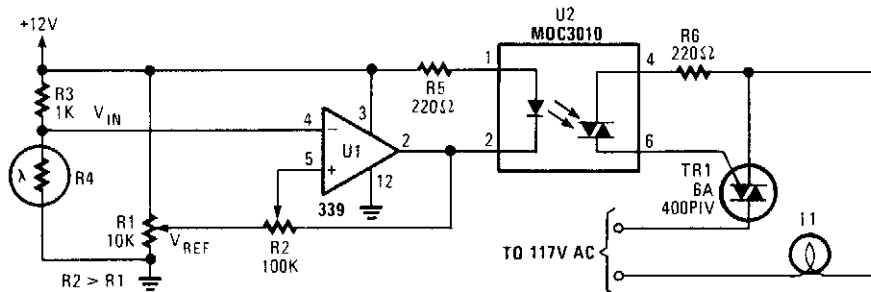 +12V
R3
1K
V_IN
λ
R4
R1
10K
V_REF
R2 > R1
R2
100K
4
5
3
2
12
−
+
U1
339
R5
220Ω
1
2
U2
MOC3010
4
6
R6
220Ω
TR1
6A
400PIV
TO 117V AC
I1